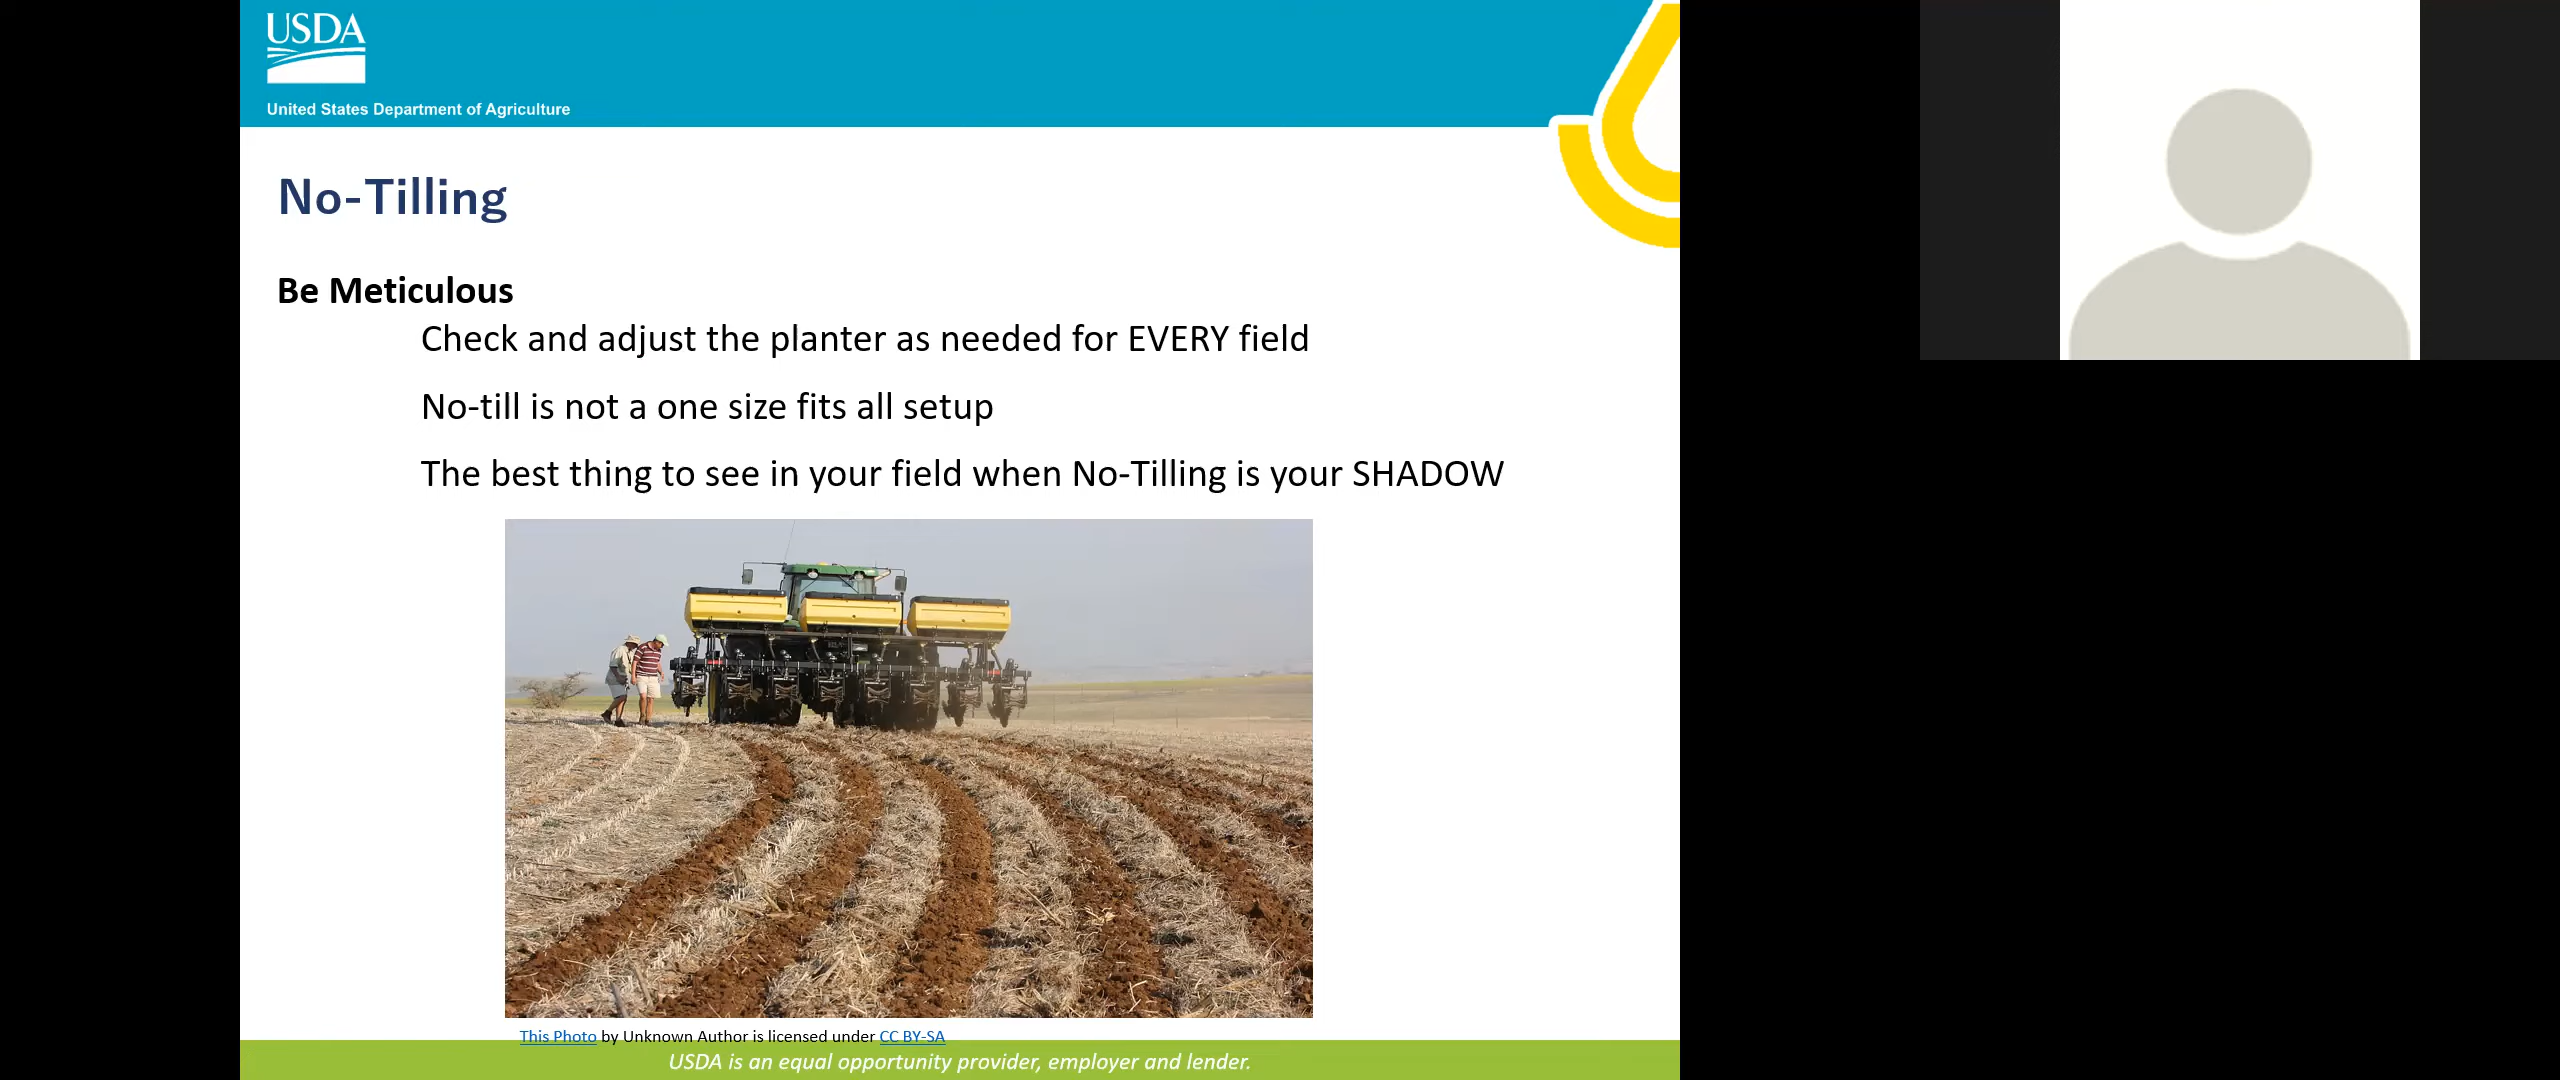 USDA
United States Department of Agriculture
No-Tilling
Be Meticulous
Check and adjust the planter as needed for EVERY field
No-till is not a one size fits all setup
The best thing to see in your field when No-Tilling is your SHADOW
This Photo by Unknown Author is licensed under CC BY-SA
USDA is an equal opportunity provider, employer and lender.